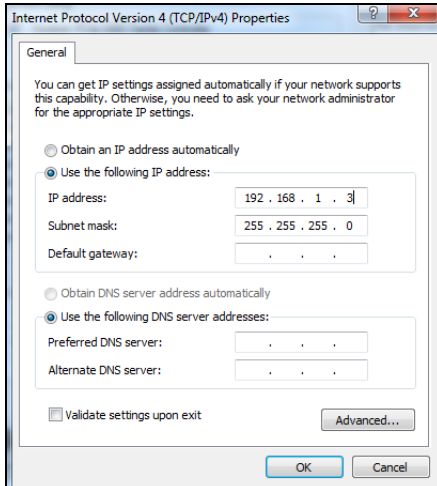 Internet Protocol Version 4 (TCP/IPv4) Properties
General
You can get IP settings assigned automatically if your network supports
this capability. Otherwise, you need to ask your network administrator
for the appropriate IP settings.
Obtain an IP address automatically
Use the following IP address:
IP address: 192 . 168 . 1 . 3
Subnet mask: 255 . 255 . 255 . 0
Default gateway: . . .
Obtain DNS server address automatically
Use the following DNS server addresses:
Preferred DNS server: . . .
Alternate DNS server: . . .
Validate settings upon exit
Advanced...
OK Cancel